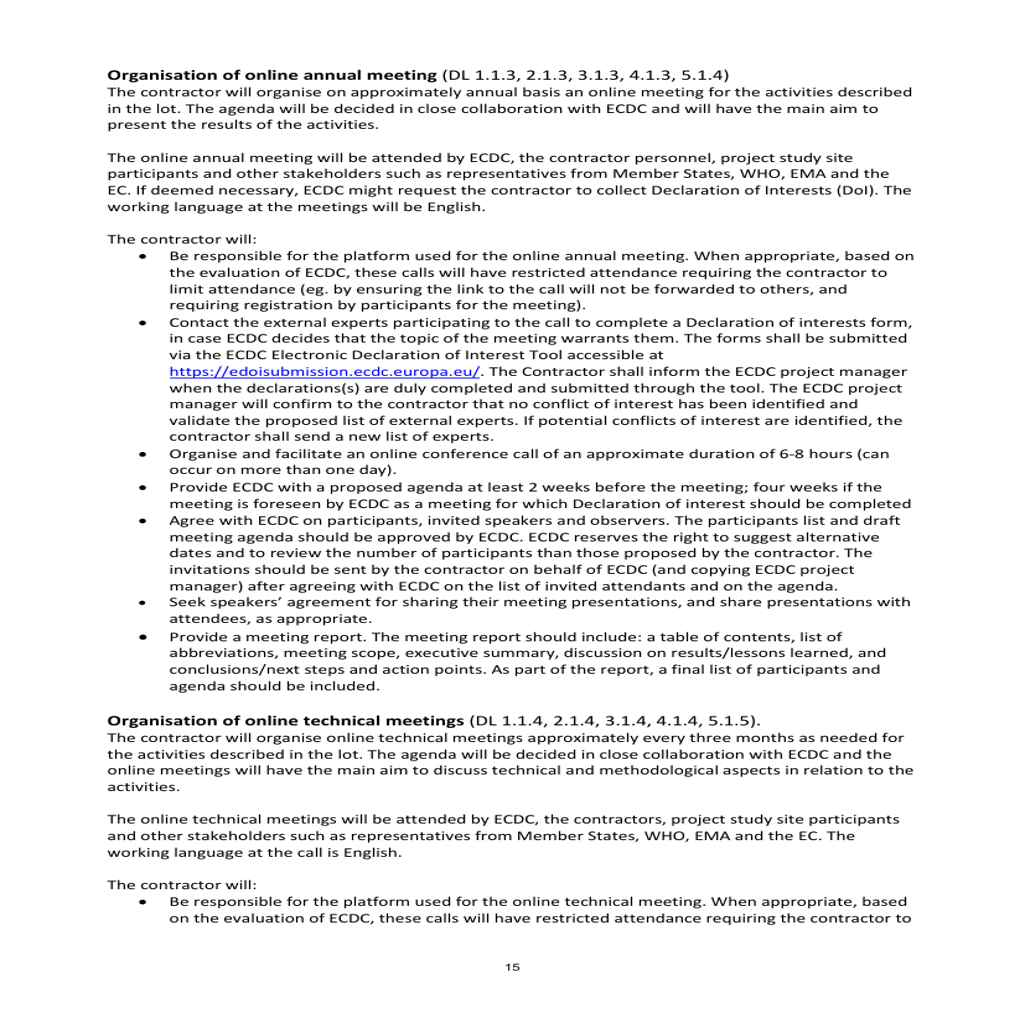 Organisation of online annual meeting (DL 1.1.3, 2.1.3, 3.1.3, 4.1.3, 5.1.4)
The contractor will organise on approximately annual basis an online meeting for the activities described
in the lot. The agenda will be decided in close collaboration with ECDC and will have the main aim to
present the results of the activities.
The online annual meeting will be attended by ECDC, the contractor personnel, project study site
participants and other stakeholders such as representatives from Member States, WHO, EMA and the
EC. If deemed necessary, ECDC might request the contractor to collect Declaration of Interests (DoI). The
working language at the meetings will be English.
The contractor will:
• Be responsible for the platform used for the online annual meeting. When appropriate, based on
the evaluation of ECDC, these calls will have restricted attendance requiring the contractor to
limit attendance (eg. by ensuring the link to the call will not be forwarded to others, and
requiring registration by participants for the meeting).
• Contact the external experts participating to the call to complete a Declaration of interests form,
in case ECDC decides that the topic of the meeting warrants them. The forms shall be submitted
via the ECDC Electronic Declaration of Interest Tool accessible at
https://edoisubmission.ecdc.europa.eu/. The Contractor shall inform the ECDC project manager
when the declarations(s) are duly completed and submitted through the tool. The ECDC project
manager will confirm to the contractor that no conflict of interest has been identified and
validate the proposed list of external experts. If potential conflicts of interest are identified, the
contractor shall send a new list of experts.
• Organise and facilitate an online conference call of an approximate duration of 6-8 hours (can
occur on more than one day).
• Provide ECDC with a proposed agenda at least 2 weeks before the meeting; four weeks if the
meeting is foreseen by ECDC as a meeting for which Declaration of interest should be completed
• Agree with ECDC on participants, invited speakers and observers. The participants list and draft
meeting agenda should be approved by ECDC. ECDC reserves the right to suggest alternative
dates and to review the number of participants than those proposed by the contractor. The
invitations should be sent by the contractor on behalf of ECDC (and copying ECDC project
manager) after agreeing with ECDC on the list of invited attendants and on the agenda.
• Seek speakers’ agreement for sharing their meeting presentations, and share presentations with
attendees, as appropriate.
• Provide a meeting report. The meeting report should include: a table of contents, list of
abbreviations, meeting scope, executive summary, discussion on results/lessons learned, and
conclusions/next steps and action points. As part of the report, a final list of participants and
agenda should be included.
Organisation of online technical meetings (DL 1.1.4, 2.1.4, 3.1.4, 4.1.4, 5.1.5).
The contractor will organise online technical meetings approximately every three months as needed for
the activities described in the lot. The agenda will be decided in close collaboration with ECDC and the
online meetings will have the main aim to discuss technical and methodological aspects in relation to the
activities.
The online technical meetings will be attended by ECDC, the contractors, project study site participants
and other stakeholders such as representatives from Member States, WHO, EMA and the EC. The
working language at the call is English.
The contractor will:
• Be responsible for the platform used for the online technical meeting. When appropriate, based
on the evaluation of ECDC, these calls will have restricted attendance requiring the contractor to
15